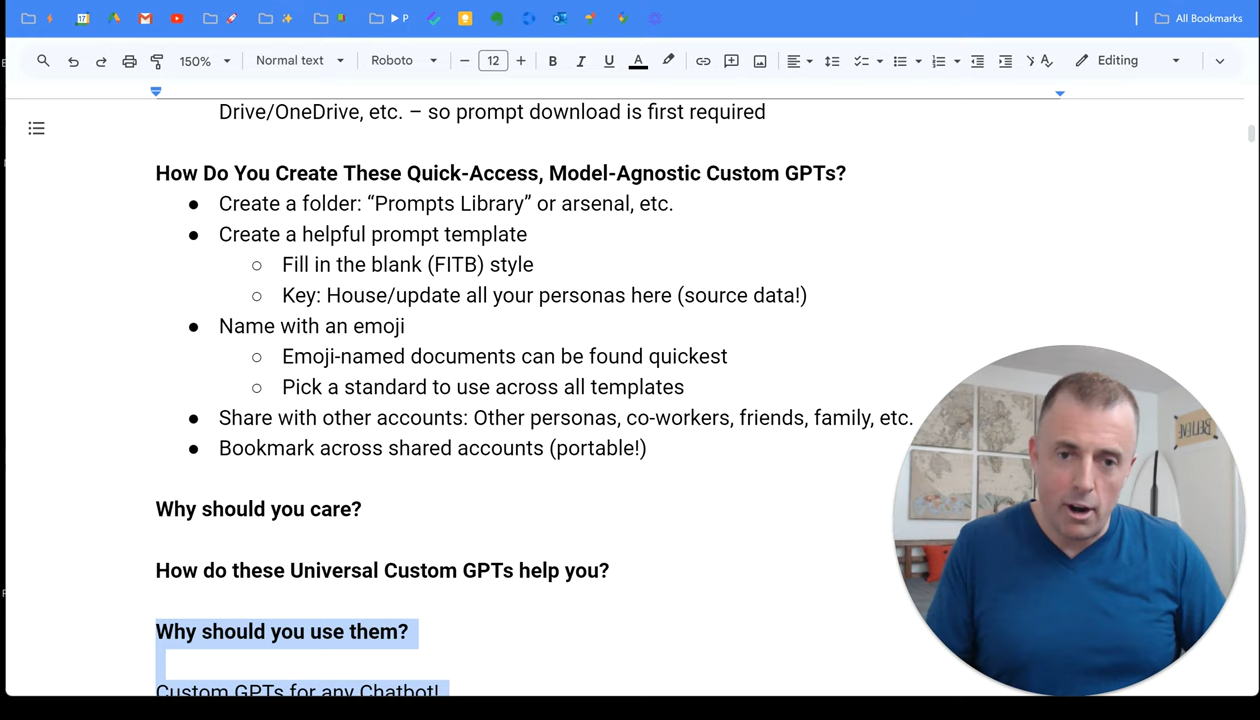 17
P
All Bookmarks
150%
Normal text
Roboto
12
B
I
U
A
Editing
Drive/OneDrive, etc. – so prompt download is first required
How Do You Create These Quick-Access, Model-Agnostic Custom GPTs?
● Create a folder: “Prompts Library” or arsenal, etc.
● Create a helpful prompt template
○ Fill in the blank (FITB) style
○ Key: House/update all your personas here (source data!)
● Name with an emoji
○ Emoji-named documents can be found quickest
○ Pick a standard to use across all templates
● Share with other accounts: Other personas, co-workers, friends, family, etc.
● Bookmark across shared accounts (portable!)
BELIEVE
Why should you care?
How do these Universal Custom GPTs help you?
Why should you use them?
Custom GPTs for any Chatbot!